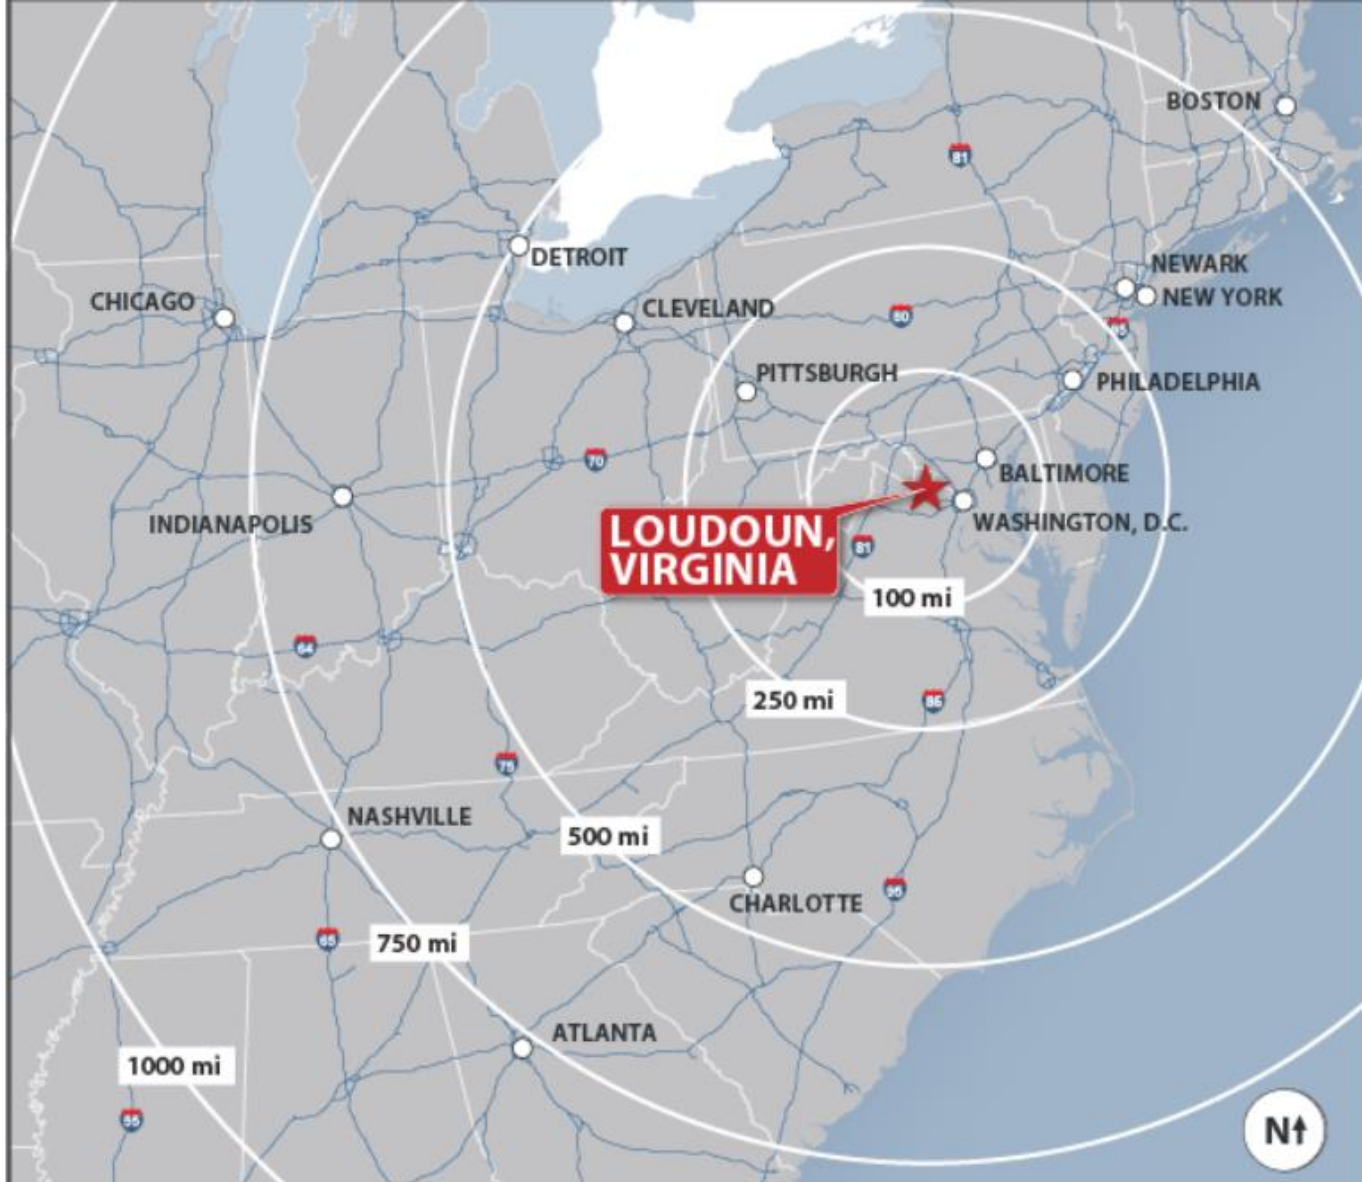 BOSTON
81
DETROIT
NEWARK
NEW YORK
CHICAGO
CLEVELAND
80
95
PITTSBURGH
PHILADELPHIA
70
BALTIMORE
INDIANAPOLIS
WASHINGTON, D.C.
LOUDOUN,
VIRGINIA
81
100 mi
64
250 mi
85
75
NASHVILLE
500 mi
CHARLOTTE
95
65
750 mi
ATLANTA
1000 mi
55
N